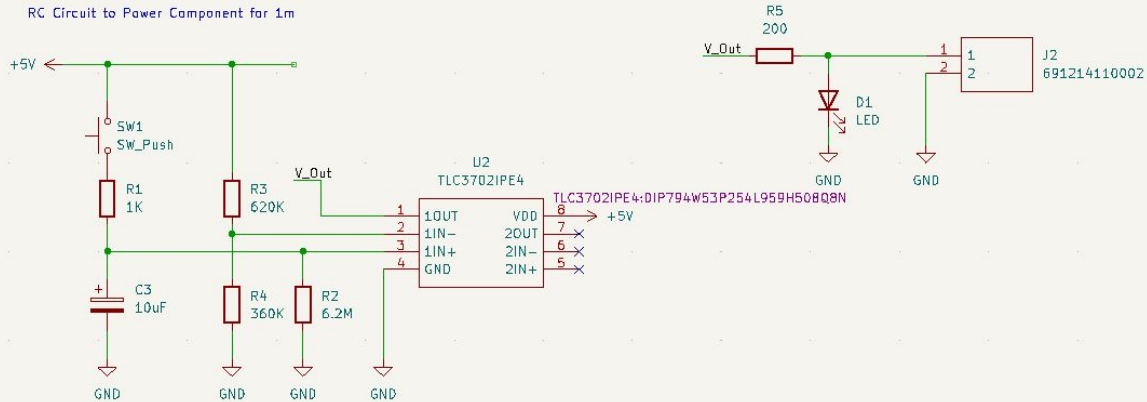 RC Circuit to Power Component for 1m
+5V
SW1
SW_Push
R1
1K
C3
+
10uF
GND
R3
620K
R4
360K
GND
R2
6.2M
GND
V_Out
GND
U2
TLC3702IPE4
TLC3702IPE4:DIP794W53P254L959H508Q8N
1 1OUT VDD 8 +5V
2 1IN- 2OUT 7
3 1IN+ 2IN- 6
4 GND 2IN+ 5
R5
200
V_Out
D1
LED
GND
GND
1 1
2 2
J2
691214110002